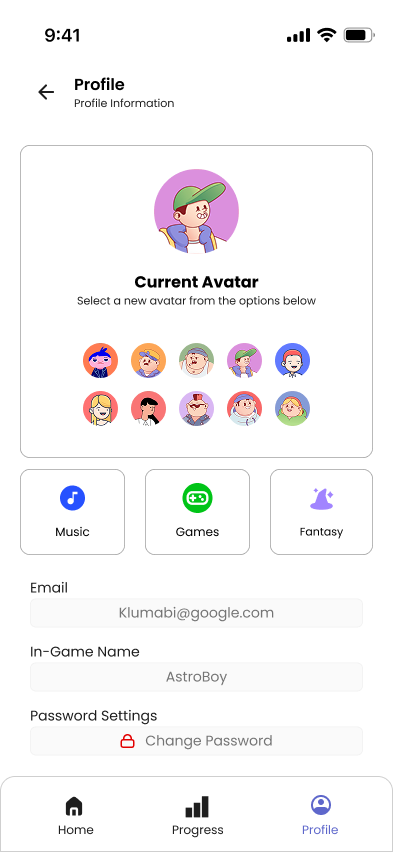 9:41
Profile
Profile Information
Current Avatar
Select a new avatar from the options below
Music
Games
Fantasy
Email
Klumabi@google.com
In-Game Name
AstroBoy
Password Settings
Change Password
Home
Progress
Profile